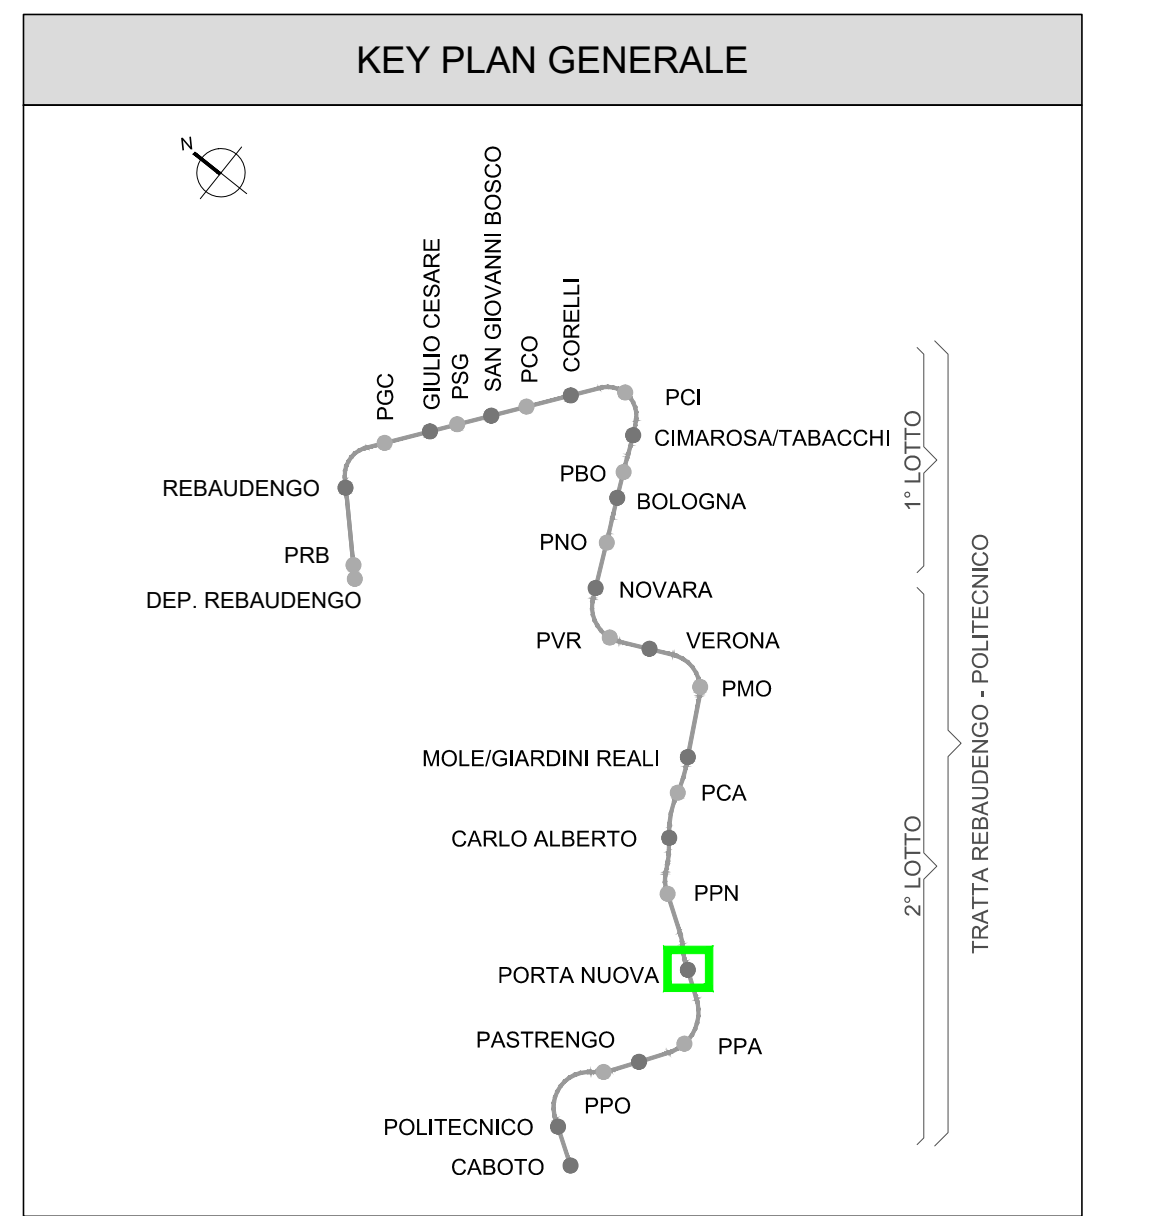 KEY PLAN GENERALE
N
PGC
GIULIO CESARE
PSG
SAN GIOVANNI BOSCO
PCO
CORELLI
PCI
CIMAROSA/TABACCHI
PBO
BOLOGNA
PNO
NOVARA
PVR
VERONA
PMO
MOLE/GIARDINI REALI
PCA
CARLO ALBERTO
PPN
PORTA NUOVA
PASTRENGO
PPA
PPO
POLITECNICO
CABOTO
REBAUDENGO
PRB
DEP. REBAUDENGO
1° LOTTO
2° LOTTO
TRATTA REBAUDENGO - POLITECNICO